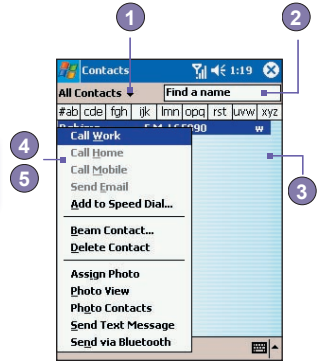 1
2
Contacts 1:19
All Contacts Find a name
#ab cde fgh ijk lmn opq rst uvw xyz
w
4
5
3
Call Work
Call Home
Call Mobile
Send Email
Add to Speed Dial...
Beam Contact...
Delete Contact
Assign Photo
Photo View
Photo Contacts
Send Text Message
Send via Bluetooth